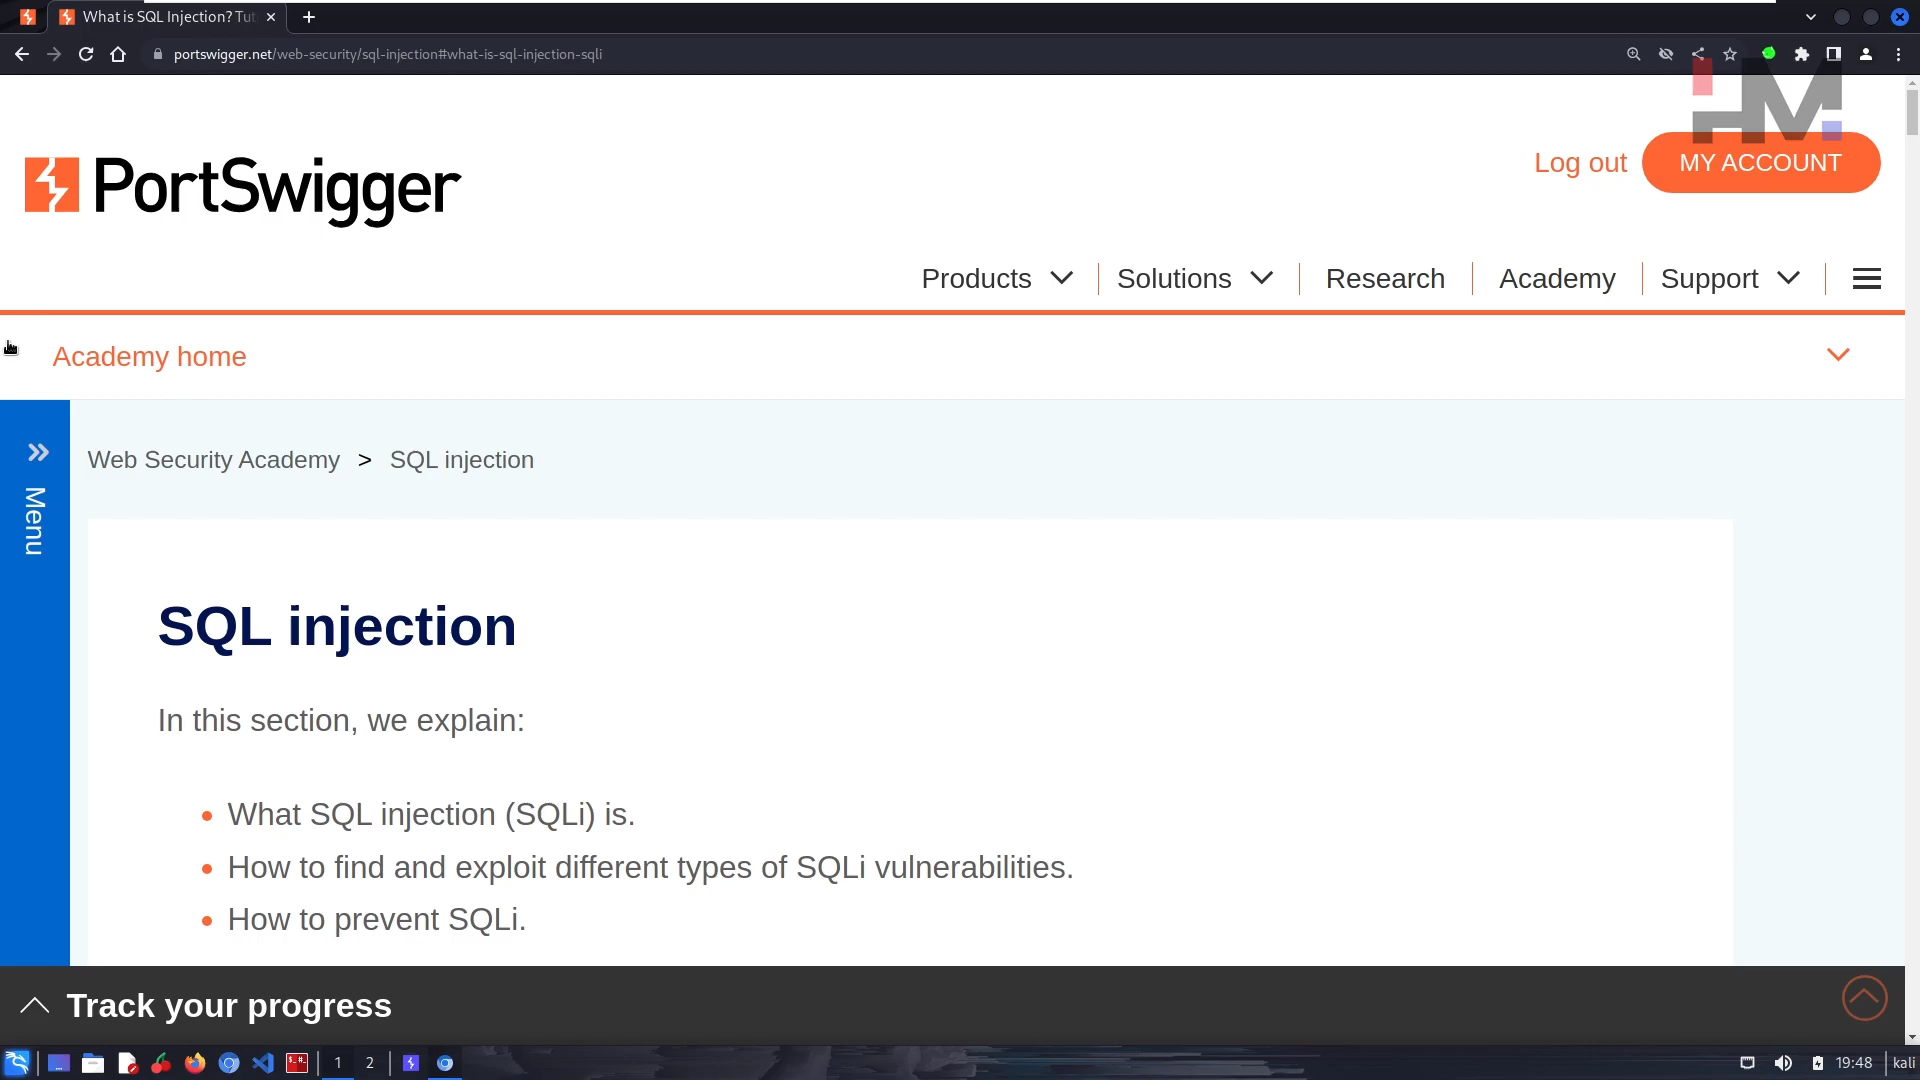 What is SQL Injection? Tut
portswigger.net/web-security/sql-injection#what-is-sql-injection-sqli
PortSwigger
Log out
MY ACCOUNT
Products
Solutions
Research
Academy
Support
Academy home
Menu
Web Security Academy > SQL injection
SQL injection
In this section, we explain:
• What SQL injection (SQLi) is.
• How to find and exploit different types of SQLi vulnerabilities.
• How to prevent SQLi.
Track your progress
1
2
19:48
kali